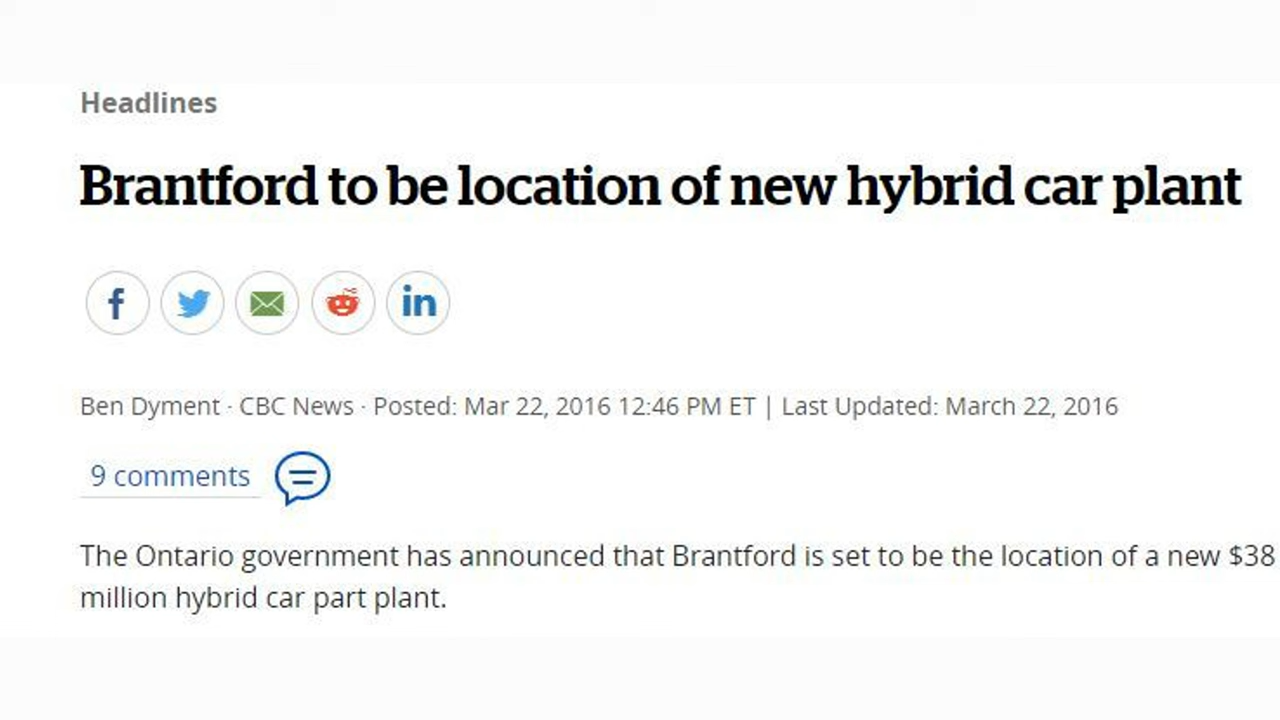 Headlines
Brantford to be location of new hybrid car plant
f in
Ben Dyment · CBC News · Posted: Mar 22, 2016 12:46 PM ET | Last Updated: March 22, 2016
9 comments
The Ontario government has announced that Brantford is set to be the location of a new $38
million hybrid car part plant.